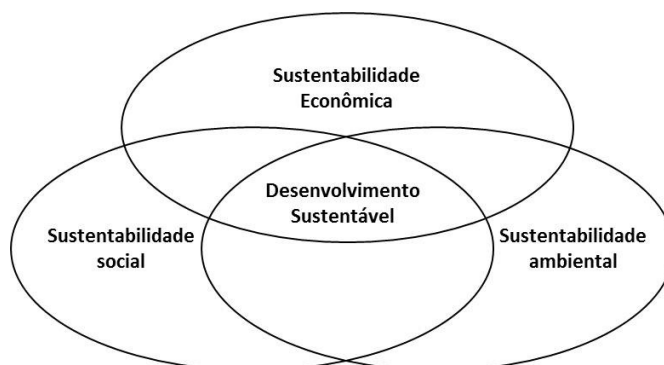 Sustentabilidade
Econômica
Desenvolvimento
Sustentável
Sustentabilidade
social
Sustentabilidade
ambiental